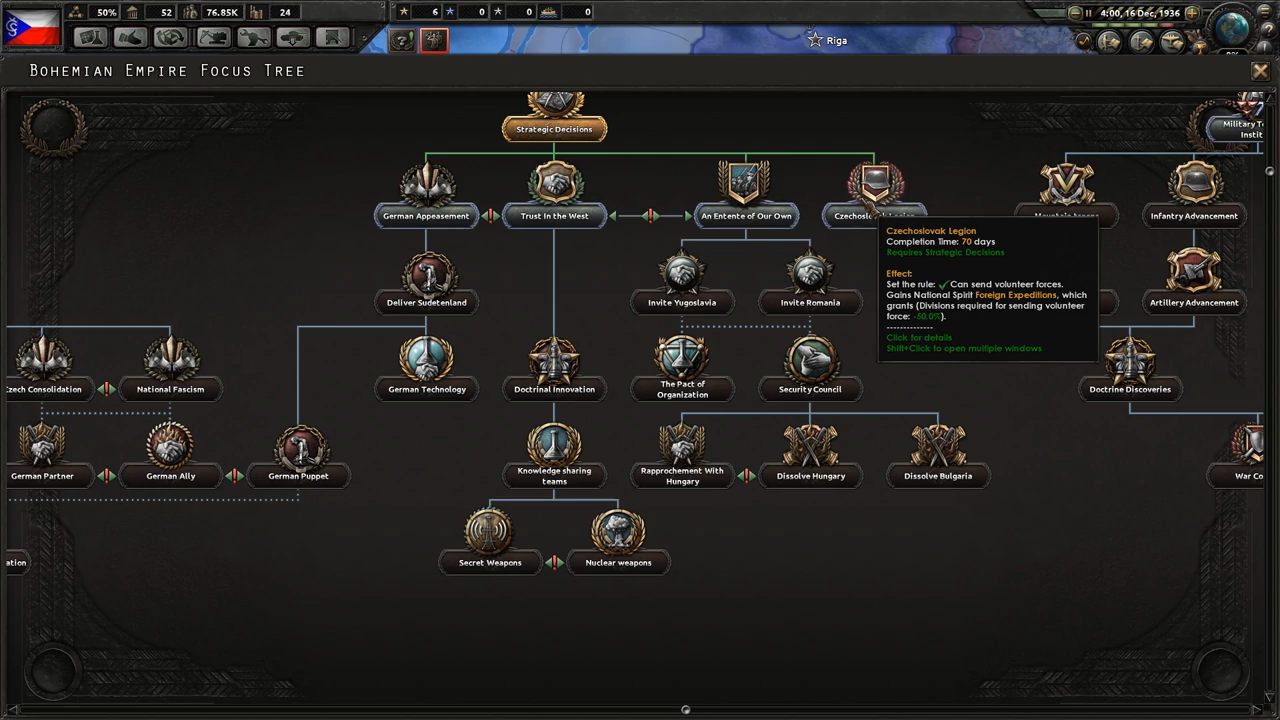 50%
52
76.85K
24
6
0
0
0
4:00, 16 Dec, 1936
Riga
Bohemian Empire Focus Tree
Strategic Decisions
German Appeasement
Trust In the West
An Entente of Our Own
Infantry Advancement
Czechoslovak Legion
Completion Time: 70 days
Requires Strategic Decisions
Effect:
Set the rule: Can send volunteer forces.
Gains National Spirit Foreign Expeditions, which
grants (Divisions required for sending volunteer
force: -50.0%).
--------------
Click for details
Shift+Click to open multiple windows
Deliver Sudetenland
Invite Yugoslavia
Invite Romania
Artillery Advancement
Czech Consolidation
National Fascism
German Technology
Doctrinal Innovation
The Pact of
Organization
Security Council
Doctrine Discoveries
German Partner
German Ally
German Puppet
Knowledge sharing
teams
Rapprochement With
Hungary
Dissolve Hungary
Dissolve Bulgaria
War Co
ation
Secret Weapons
Nuclear weapons